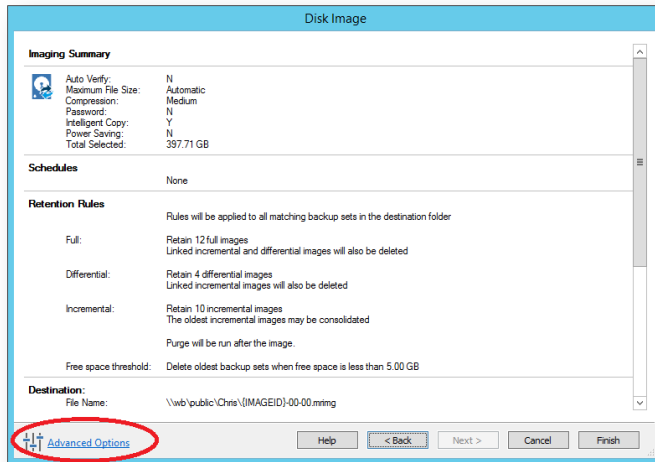 Disk Image
Imaging Summary
Auto Verify: N
Maximum File Size: Automatic
Compression: Medium
Password: N
Intelligent Copy: Y
Power Saving: N
Total Selected: 397.71 GB
Schedules
None
Retention Rules
Rules will be applied to all matching backup sets in the destination folder
Full: Retain 12 full images
Linked incremental and differential images will also be deleted
Differential: Retain 4 differential images
Linked incremental images will also be deleted
Incremental: Retain 10 incremental images
The oldest incremental images may be consolidated
Purge will be run after the image.
Free space threshold: Delete oldest backup sets when free space is less than 5.00 GB
Destination:
File Name: \\wb\public\Chris\{IMAGEID}-00-00.mrimg
Advanced Options Help < Back Next > Cancel Finish